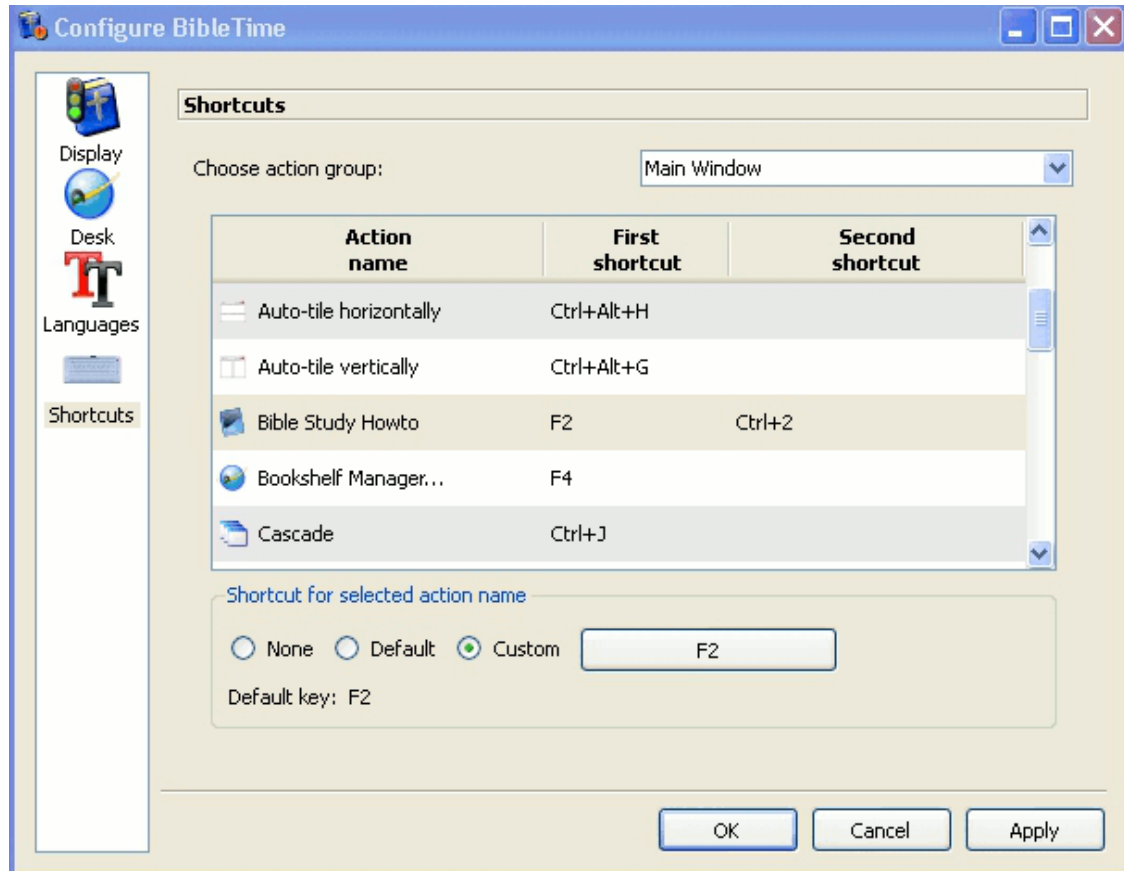 Configure BibleTime
Display
Desk
Languages
Shortcuts
Shortcuts
Choose action group: Main Window
Action name First shortcut Second shortcut
Auto-tile horizontally Ctrl+Alt+H
Auto-tile vertically Ctrl+Alt+G
Bible Study Howto F2 Ctrl+2
Bookshelf Manager... F4
Cascade Ctrl+J
Shortcut for selected action name
None Default Custom F2
Default key: F2
OK Cancel Apply